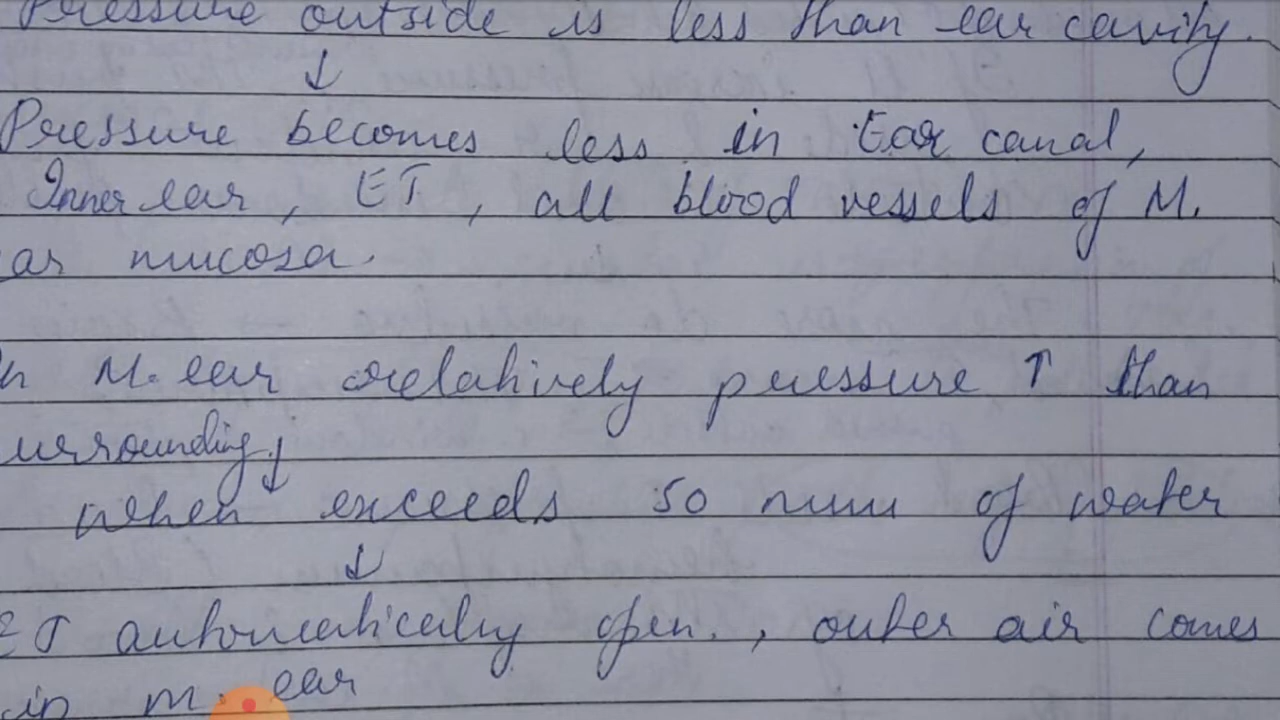 Pressure outside is less than ear cavity.
↓
Pressure becomes less in Ear canal,
Inner ear, ET, all blood vessels of M.
ear mucosa.
In M. ear relatively pressure ↑ than
surrounding ↓
when exceeds 50 mm of water
↓
ET automatically open, outer air comes
in m. ear